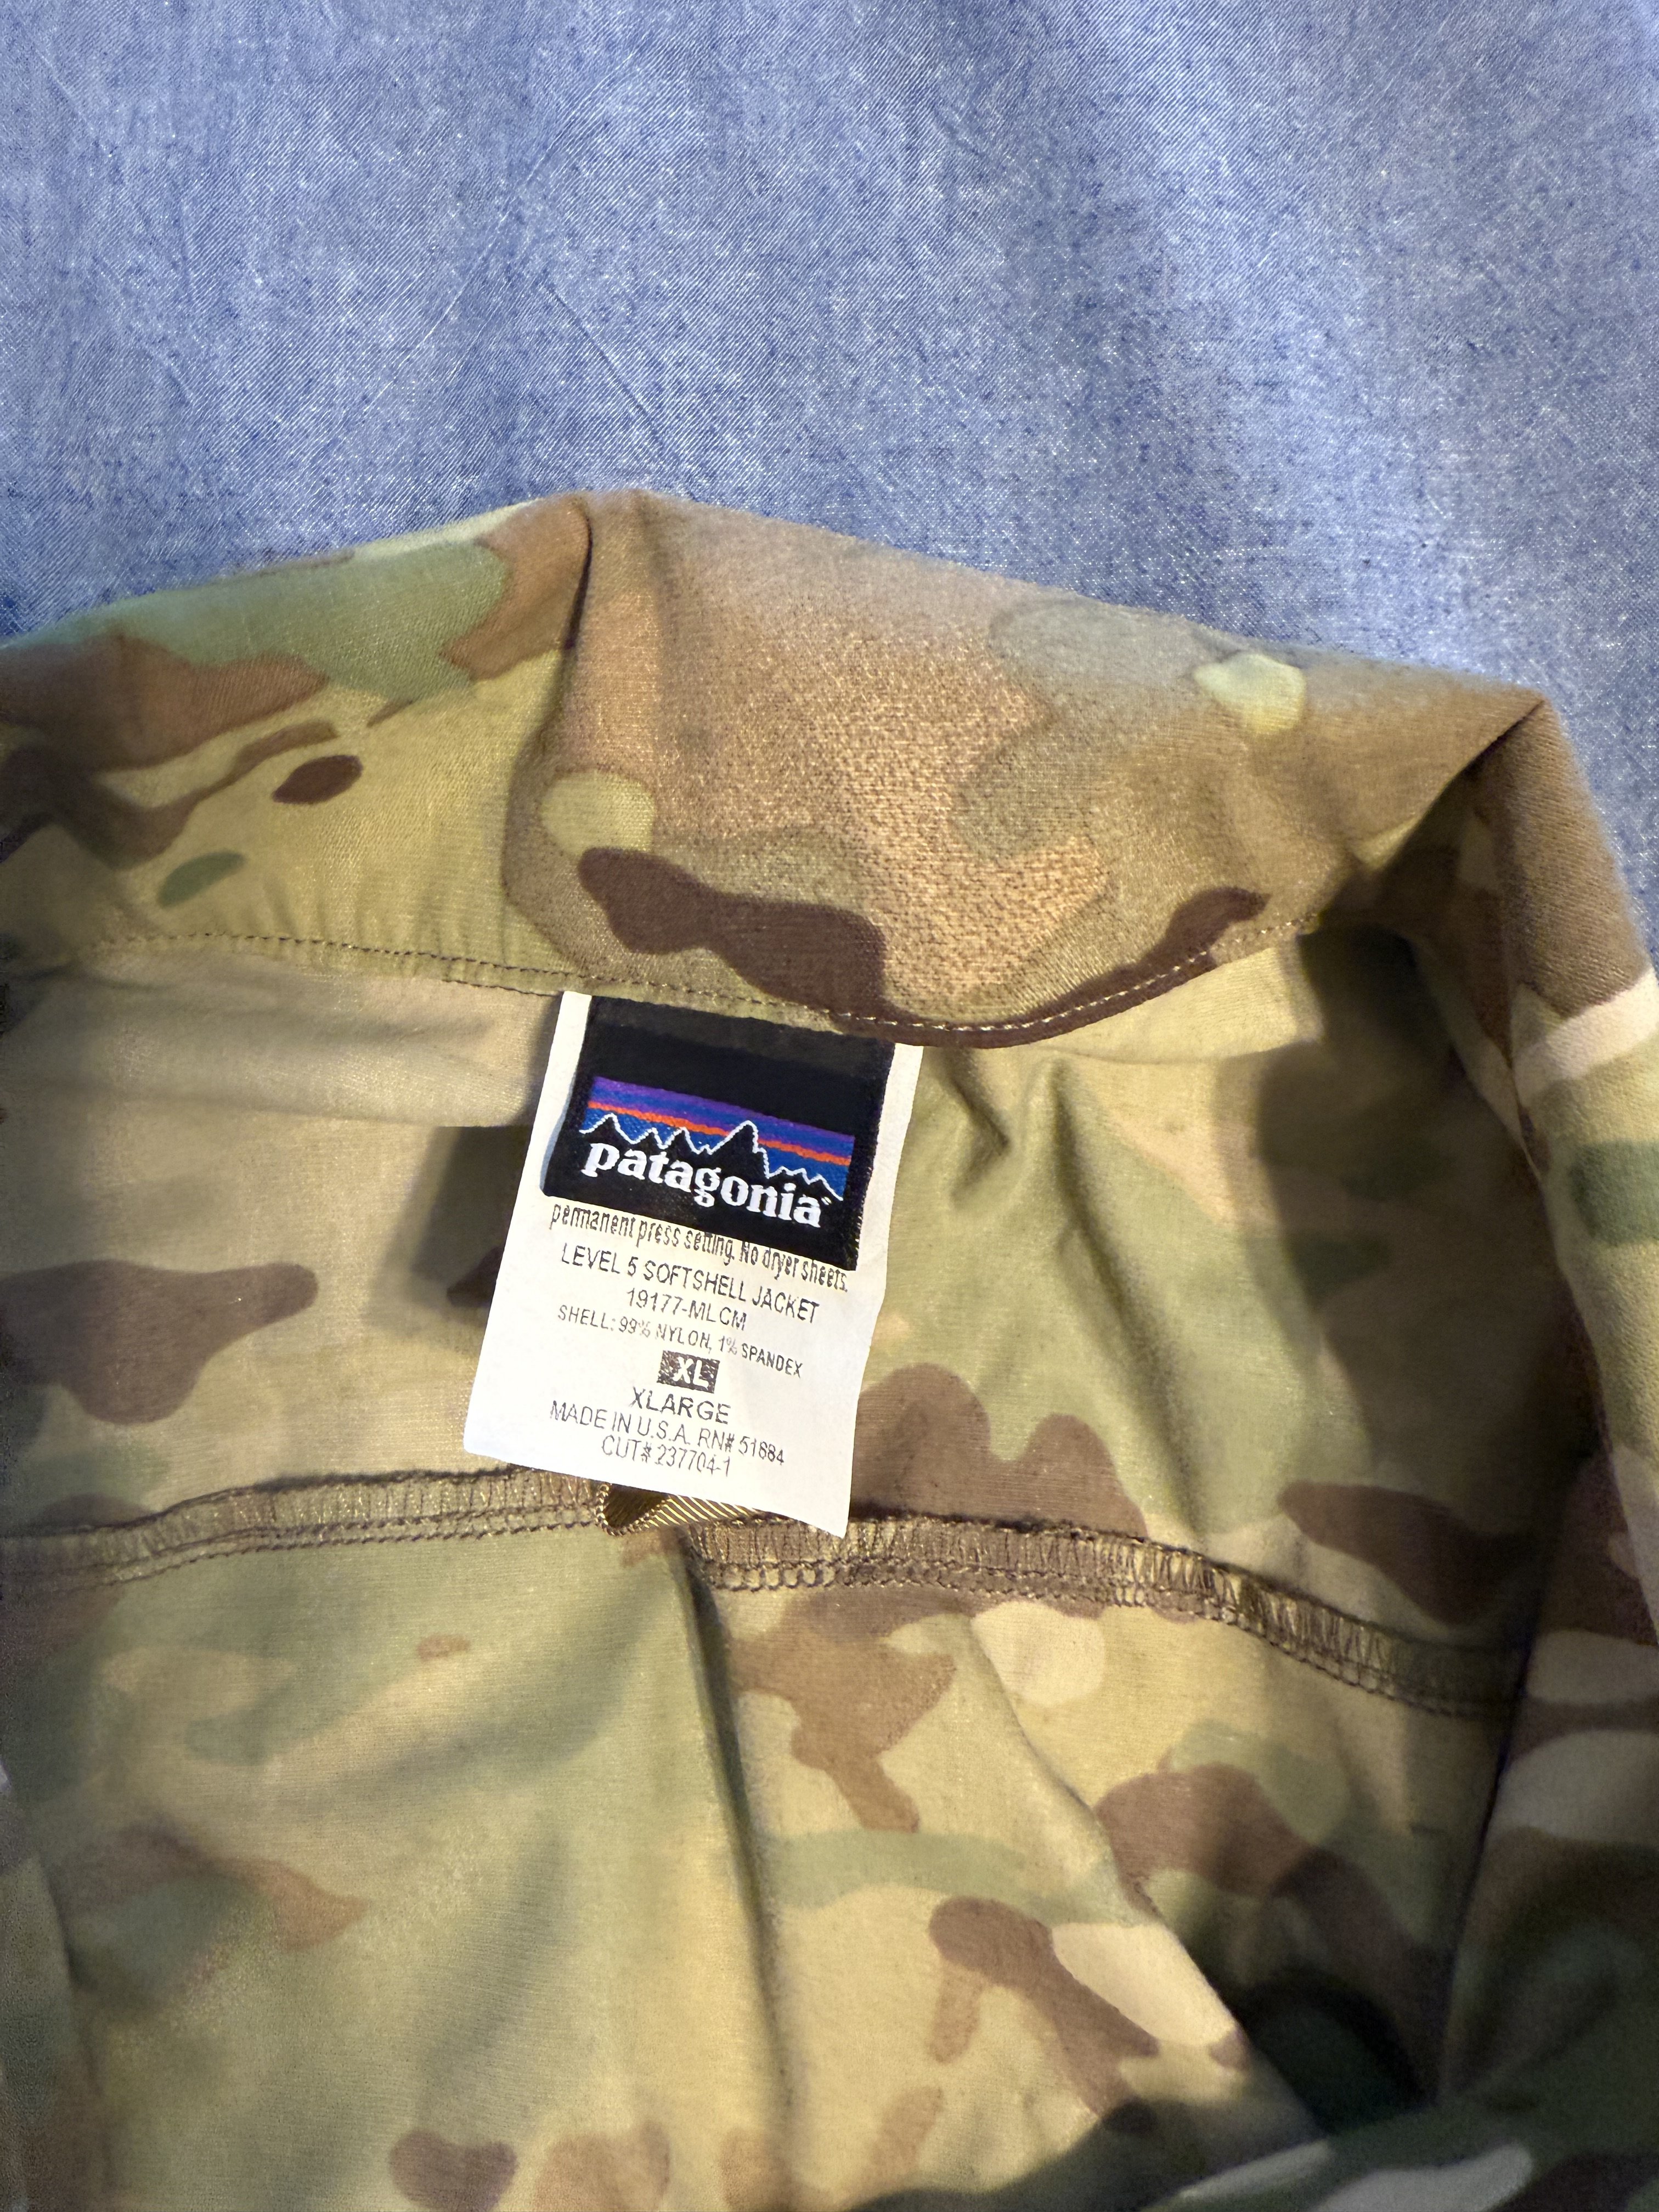 patagonia
permanent press setting. No dryer sheets.
LEVEL 5 SOFTSHELL JACKET
19177-MLCM
SHELL: 99% NYLON, 1% SPANDEX
XL
XLARGE
MADE IN U.S.A. RN# 51884
CUT# 237704-1